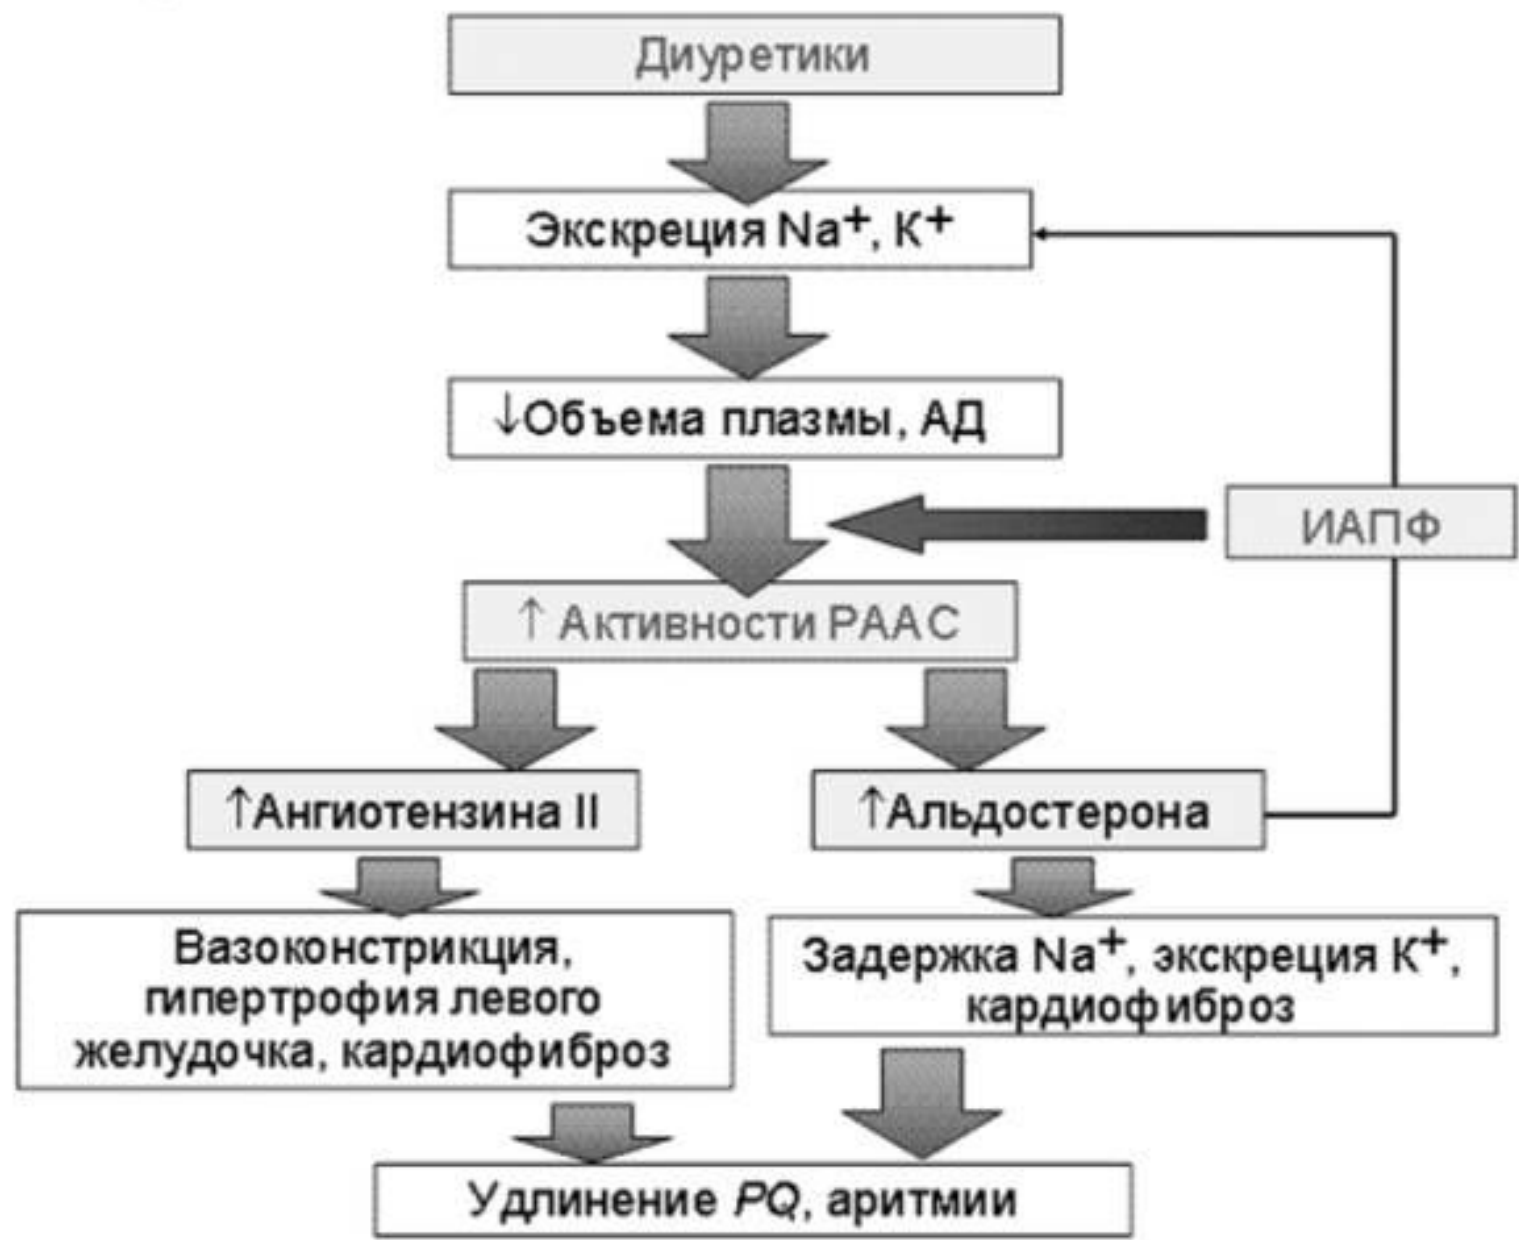 Диуретики
Экскреция Na⁺, К⁺
↓Объема плазмы, АД
ИАПФ
↑ Активности РААС
↑Ангиотензина II
↑Альдостерона
Вазоконстрикция,
гипертрофия левого
желудочка, кардиофиброз
Задержка Na⁺, экскреция К⁺,
кардиофиброз
Удлинение PQ, аритмии